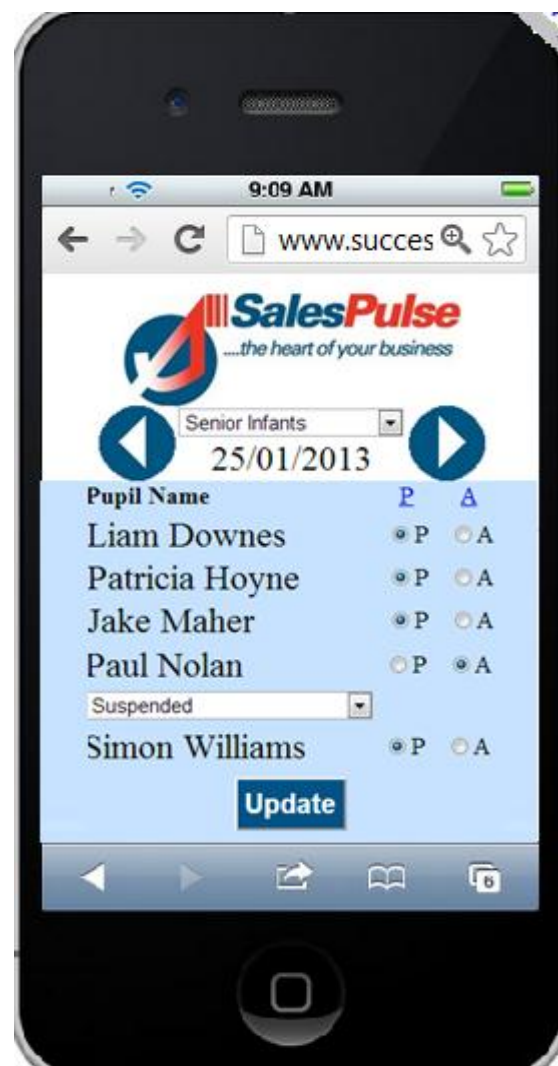 9:09 AM
www.succes
SalesPulse
....the heart of your business
Senior Infants
25/01/2013
Pupil Name P A
Liam Downes P A
Patricia Hoyne P A
Jake Maher P A
Paul Nolan P A
Suspended
Simon Williams P A
Update
6